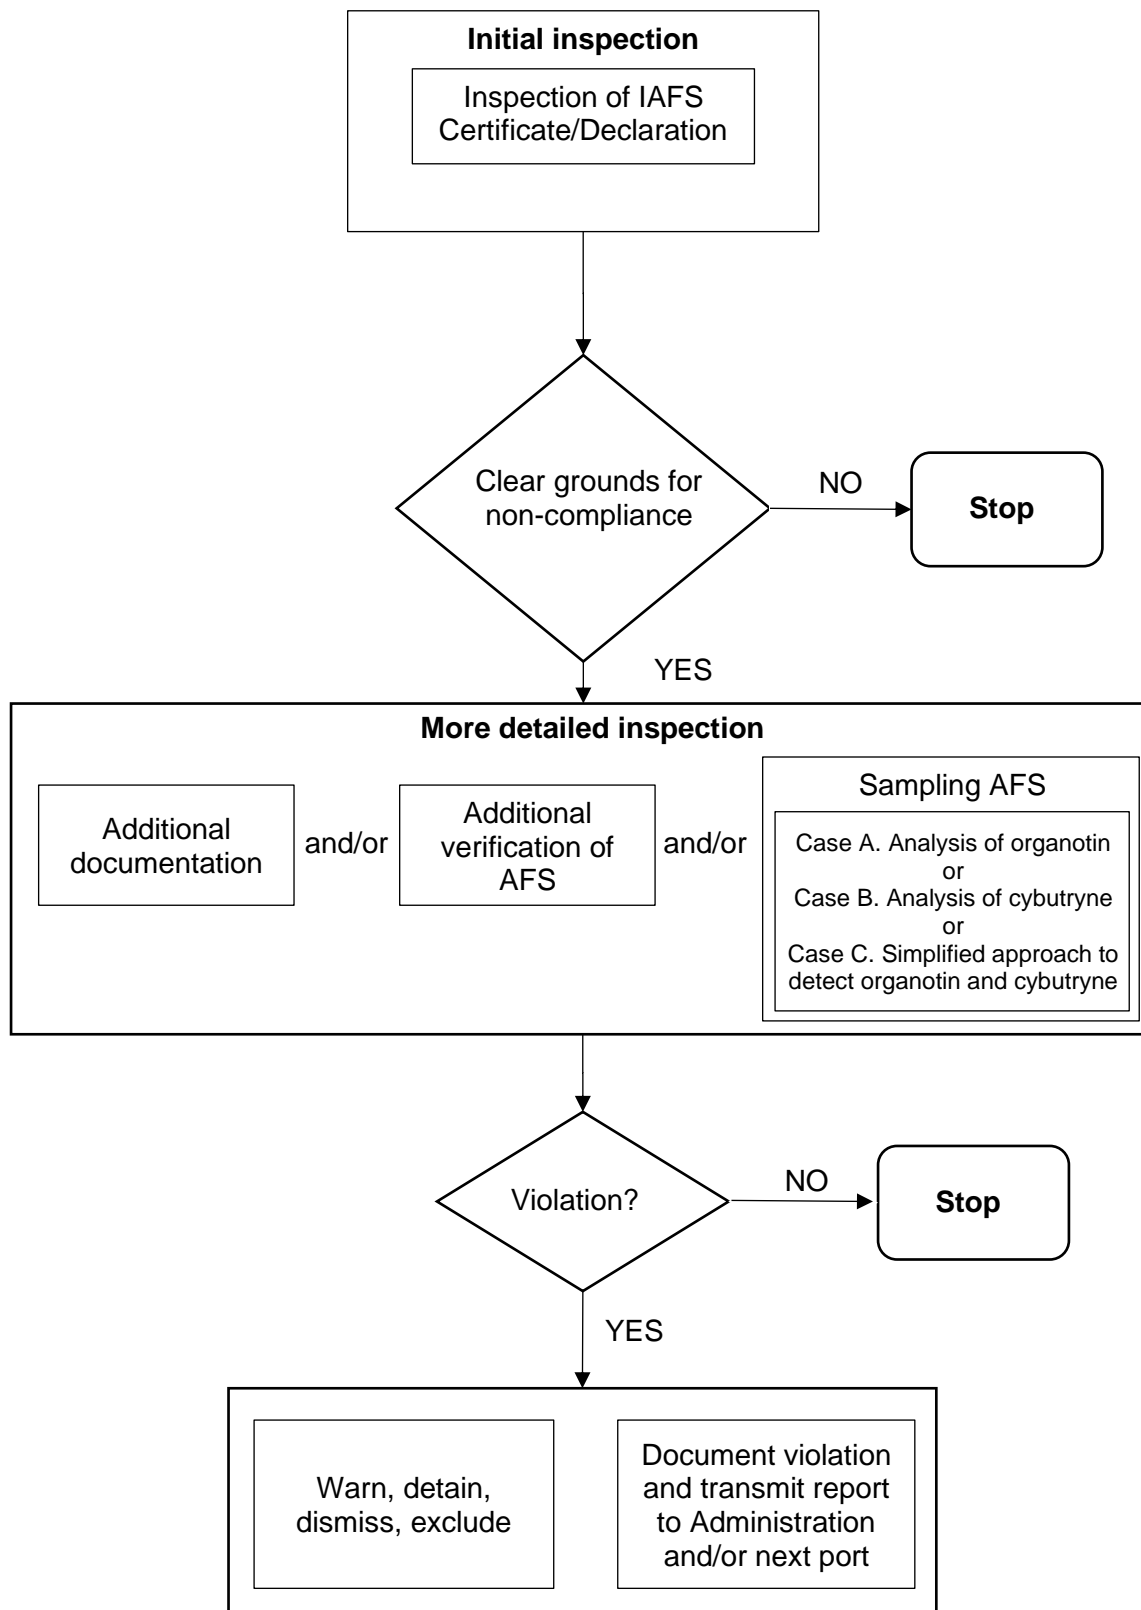 Initial inspection
Inspection of IAFS
Certificate/Declaration
Clear grounds for
non-compliance
NO
Stop
YES
More detailed inspection
Additional
documentation
and/or
Additional
verification of
AFS
and/or
Sampling AFS
Case A. Analysis of organotin
or
Case B. Analysis of cybutryne
or
Case C. Simplified approach to
detect organotin and cybutryne
Violation?
NO
Stop
YES
Warn, detain,
dismiss, exclude
Document violation
and transmit report
to Administration
and/or next port